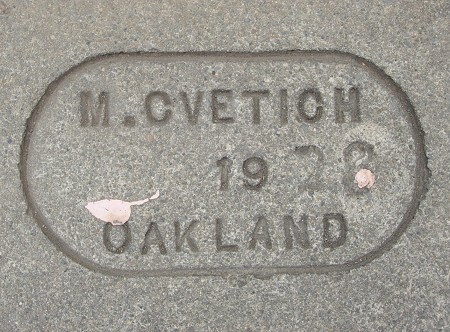 M. CVETICH
1928
OAKLAND